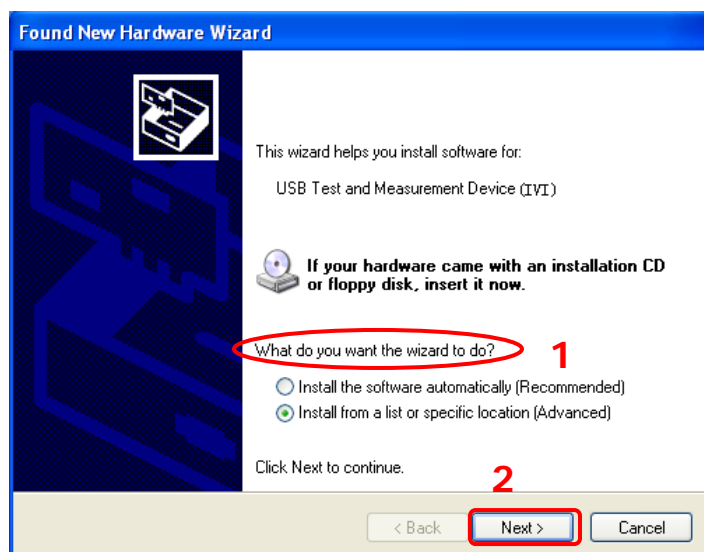 Found New Hardware Wizard
This wizard helps you install software for:
USB Test and Measurement Device (IVI)
If your hardware came with an installation CD
or floppy disk, insert it now.
What do you want the wizard to do?
1
Install the software automatically (Recommended)
Install from a list or specific location (Advanced)
Click Next to continue.
2
< Back
Next >
Cancel